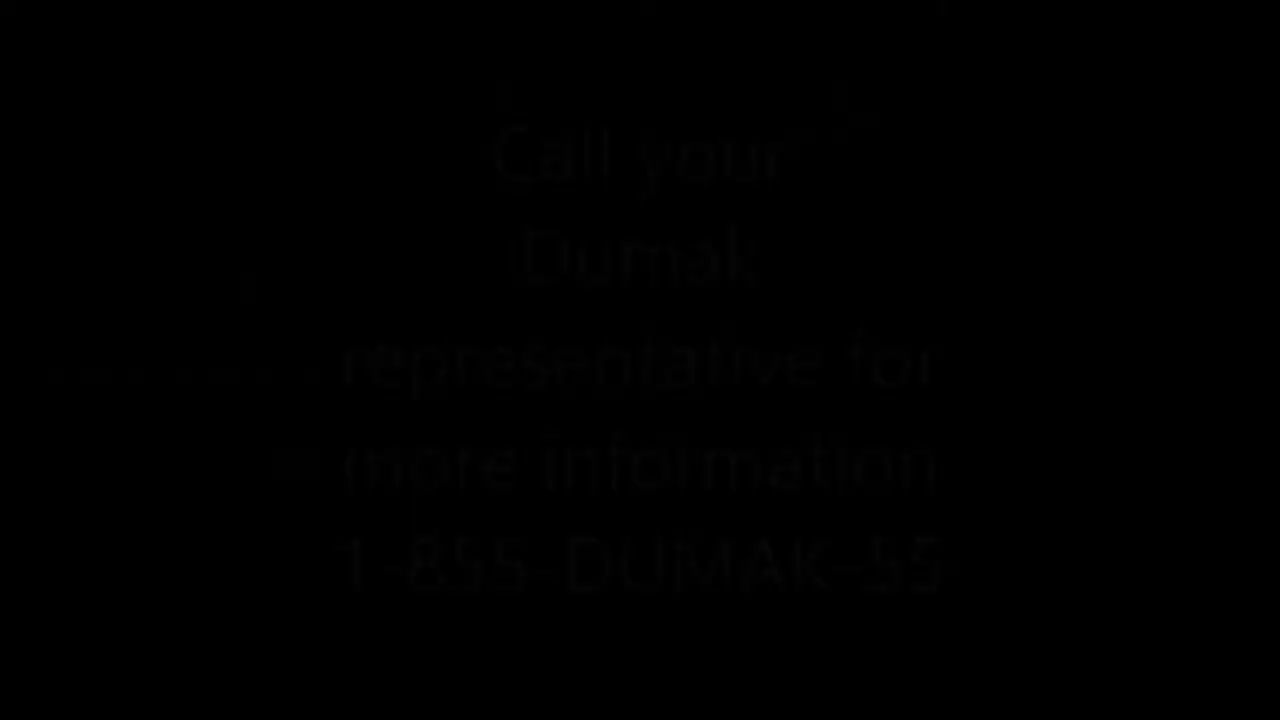 Call your
Dumak
representative for
more information
1-855-DUMAK-55